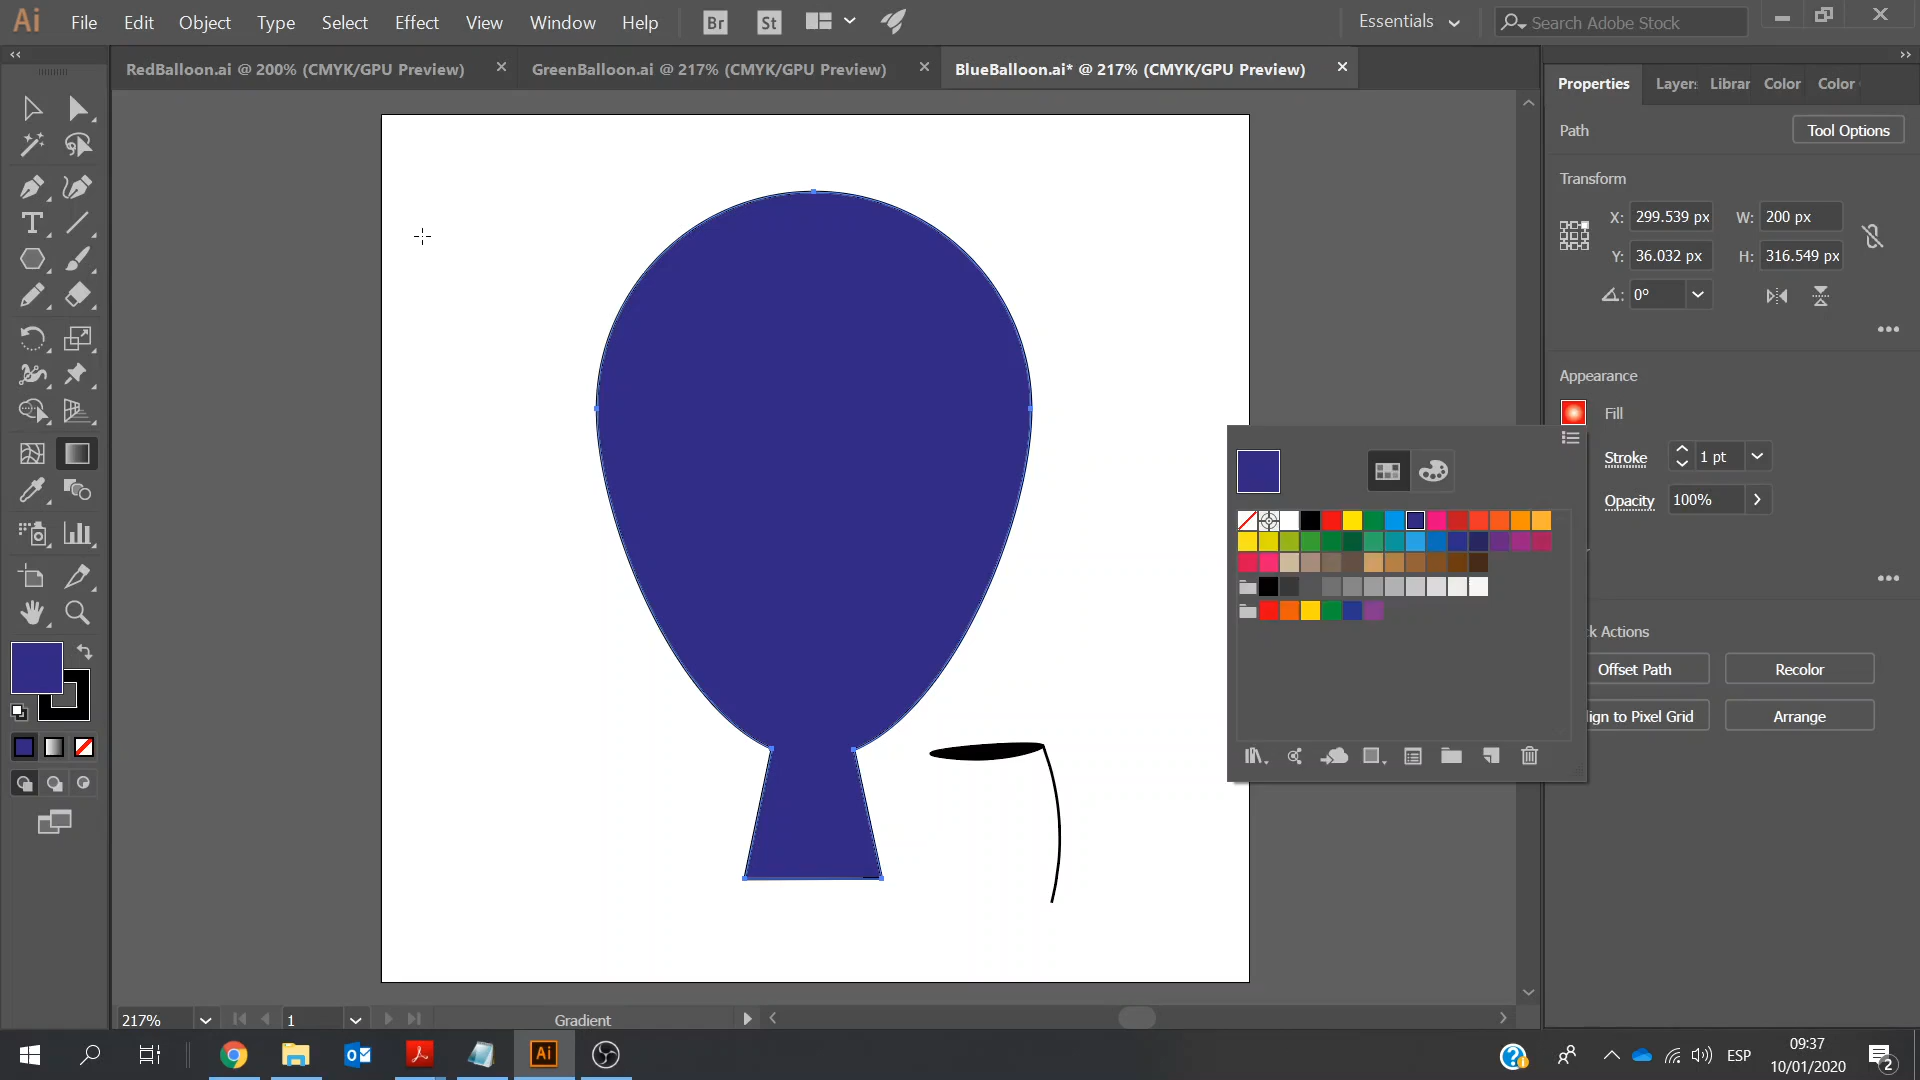 Ai File Edit Object Type Select Effect View Window Help Br St Essentials Search Adobe Stock
RedBalloon.ai @ 200% (CMYK/GPU Preview) GreenBalloon.ai @ 217% (CMYK/GPU Preview) BlueBalloon.ai* @ 217% (CMYK/GPU Preview)
Properties Layer: Librar Color Color
Path Tool Options
Transform
X: 299.539 px W: 200 px
Y: 36.032 px H: 316.549 px
0°
Appearance
Fill
Stroke 1 pt
Opacity 100%
k Actions
Offset Path Recolor
ign to Pixel Grid Arrange
217% 1 Gradient
Ai ESP 09:37
10/01/2020 2